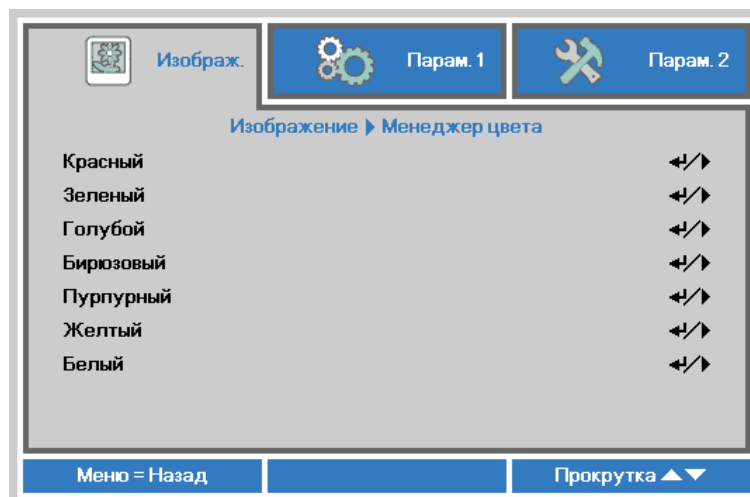 Изображ. Парам. 1 Парам. 2
Изображение Менеджер цвета
Красный
Зеленый
Голубой
Бирюзовый
Пурпурный
Желтый
Белый
Меню = Назад Прокрутка